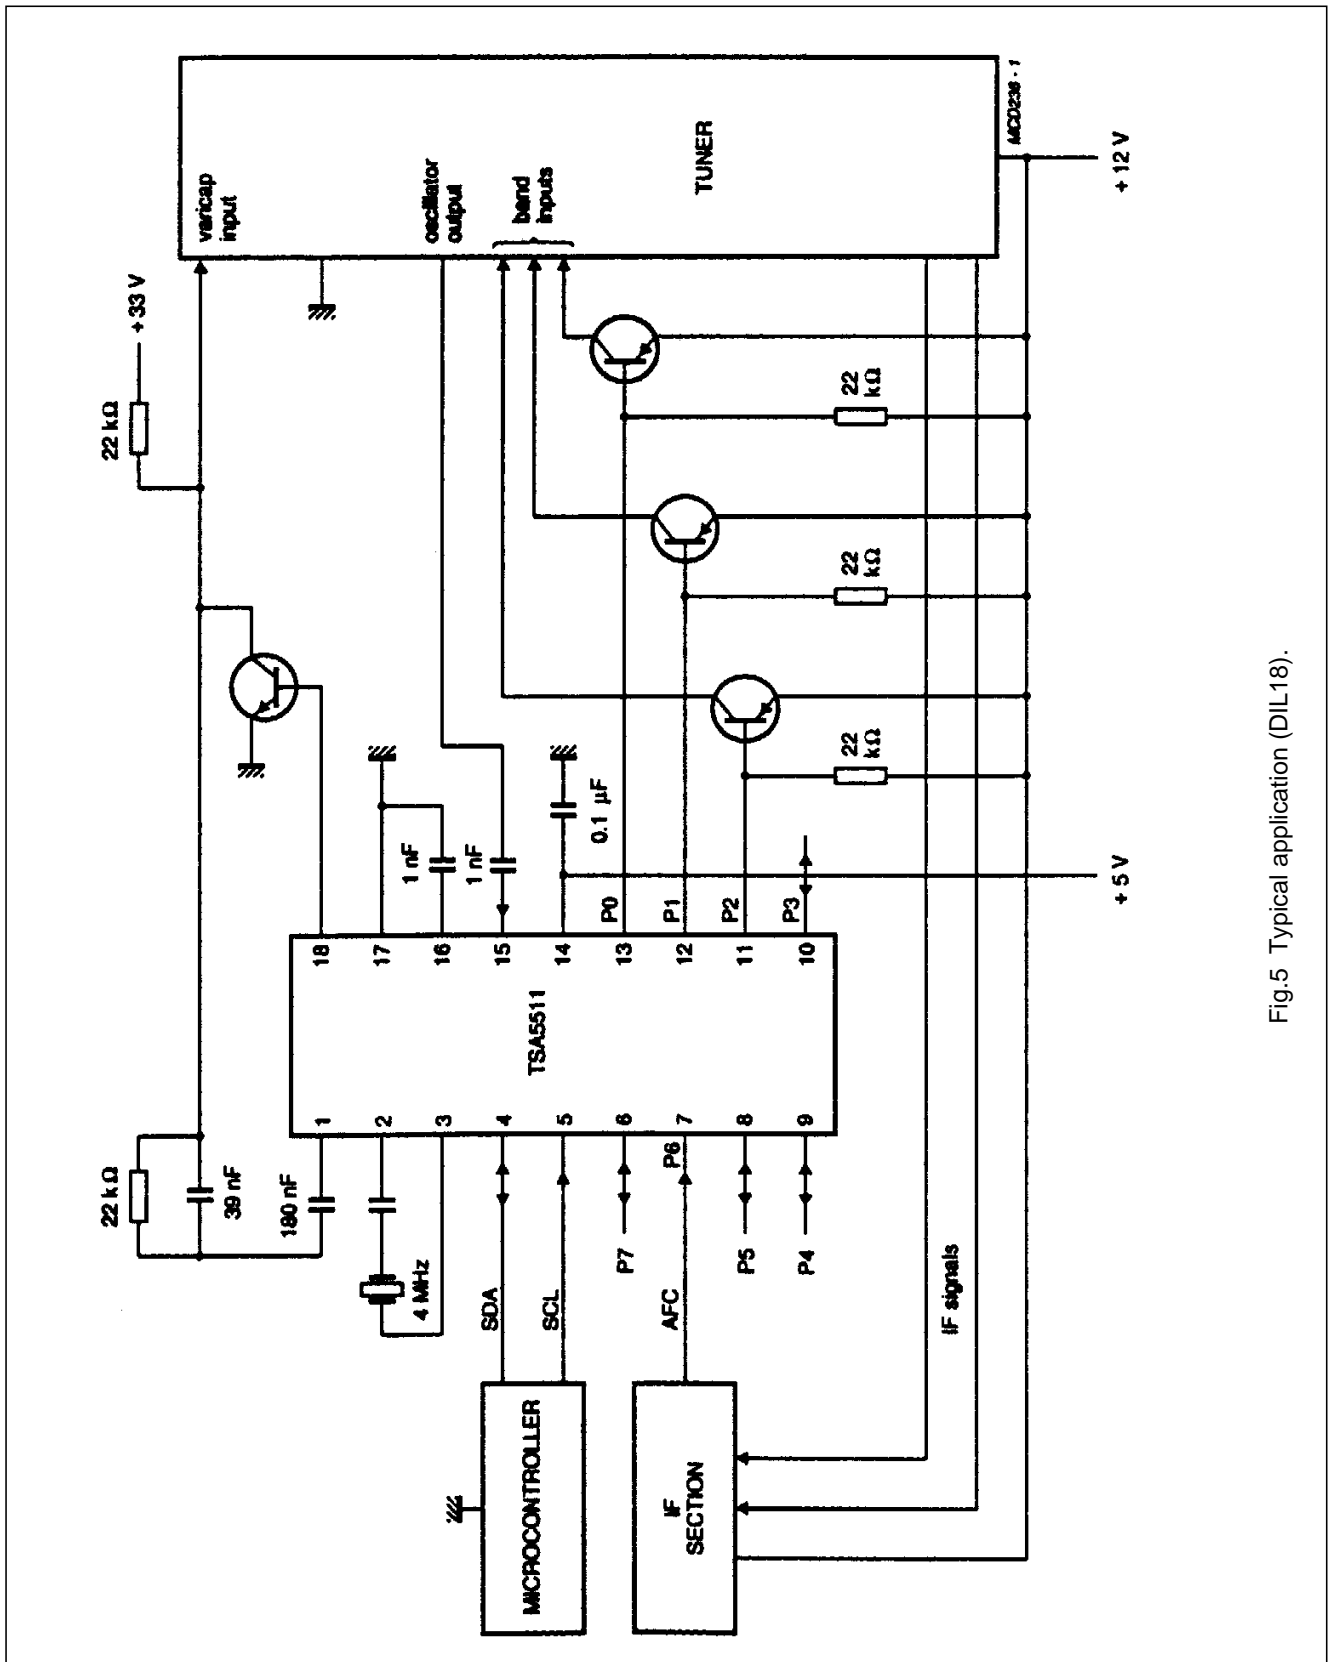 22 kΩ
39 nF
180 nF
4 MHz
22 kΩ
+ 33 V
varicap
input
oscillator
output
band
inputs
TUNER
MCD236 - 1
+ 12 V
1
2
3
4
5
6
7
8
9
18
17
16
15
14
13
12
11
10
TSA5511
1 nF
1 nF
0.1 µF
P0
P1
P2
P3
22
kΩ
22
kΩ
22
kΩ
+ 5 V
SDA
SCL
P7
AFC
P6
P5
P4
MICROCONTROLLER
IF
SECTION
IF signals
Fig.5 Typical application (DIL18).